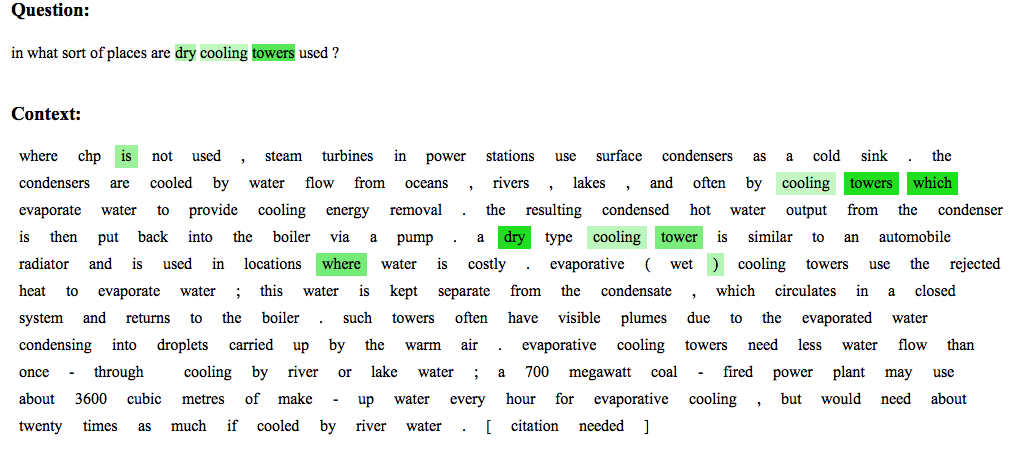 Question:
in what sort of places are dry cooling towers used ?
Context:
where chp is not used , steam turbines in power stations use surface condensers as a cold sink . the
condensers are cooled by water flow from oceans , rivers , lakes , and often by cooling towers which
evaporate water to provide cooling energy removal . the resulting condensed hot water output from the condenser
is then put back into the boiler via a pump . a dry type cooling tower is similar to an automobile
radiator and is used in locations where water is costly . evaporative ( wet ) cooling towers use the rejected
heat to evaporate water ; this water is kept separate from the condensate , which circulates in a closed
system and returns to the boiler . such towers often have visible plumes due to the evaporated water
condensing into droplets carried up by the warm air . evaporative cooling towers need less water flow than
once - through cooling by river or lake water ; a 700 megawatt coal - fired power plant may use
about 3600 cubic metres of make - up water every hour for evaporative cooling , but would need about
twenty times as much if cooled by river water . [ citation needed ]